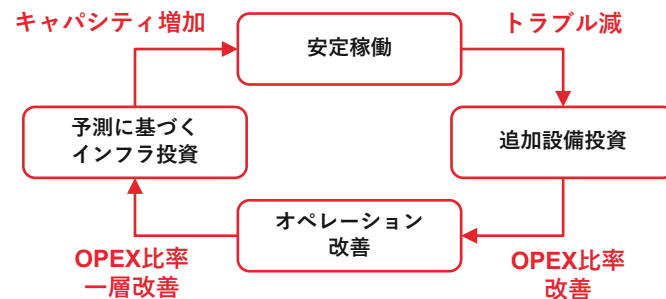 キャパシティ増加
安定稼働
トラブル減
予測に基づく
インフラ投資
追加設備投資
オペレーション
改善
OPEX比率
一層改善
OPEX比率
改善